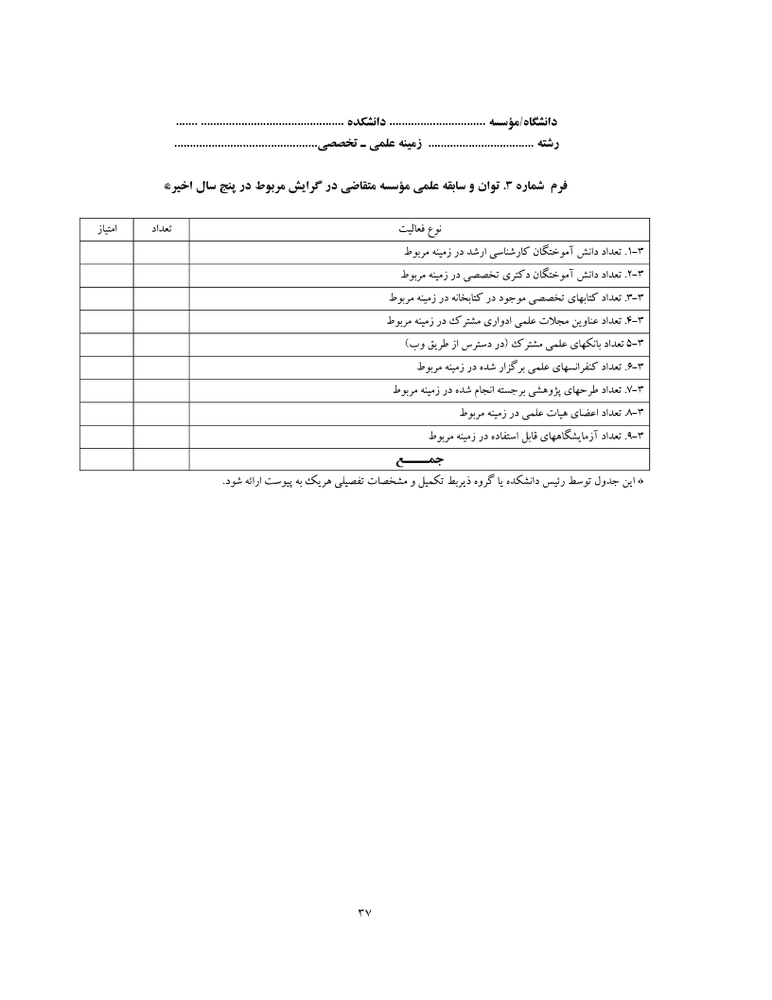 دانشگاه/مؤسسه ............................... دانشکده .............................................. .......
رشته .................................. زمینه علمی ـ تخصصی..............................................
فرم شماره ۳. توان و سابقه علمی مؤسسه متقاضی در گرایش مربوط در پنج سال اخیر*
نوع فعالیت تعداد امتیاز
۳-۱. تعداد دانش آموختگان کارشناسی ارشد در زمینه مربوط
۳-۲. تعداد دانش آموختگان دکتری تخصصی در زمینه مربوط
۳-۳. تعداد کتابهای تخصصی موجود در کتابخانه در زمینه مربوط
۳-۴. تعداد عناوین مجلات علمی ادواری مشترک در زمینه مربوط
۳-۵ تعداد بانکهای علمی مشترک (در دسترس از طریق وب)
۳-۶. تعداد کنفرانسهای علمی برگزار شده در زمینه مربوط
۳-۷. تعداد طرحهای پژوهشی برجسته انجام شده در زمینه مربوط
۳-۸. تعداد اعضای هیات علمی در زمینه مربوط
۳-۹. تعداد آزمایشگاههای قابل استفاده در زمینه مربوط
جمـــــع
* این جدول توسط رئیس دانشکده یا گروه ذیربط تکمیل و مشخصات تفصیلی هریک به پیوست ارائه شود.
۳۷